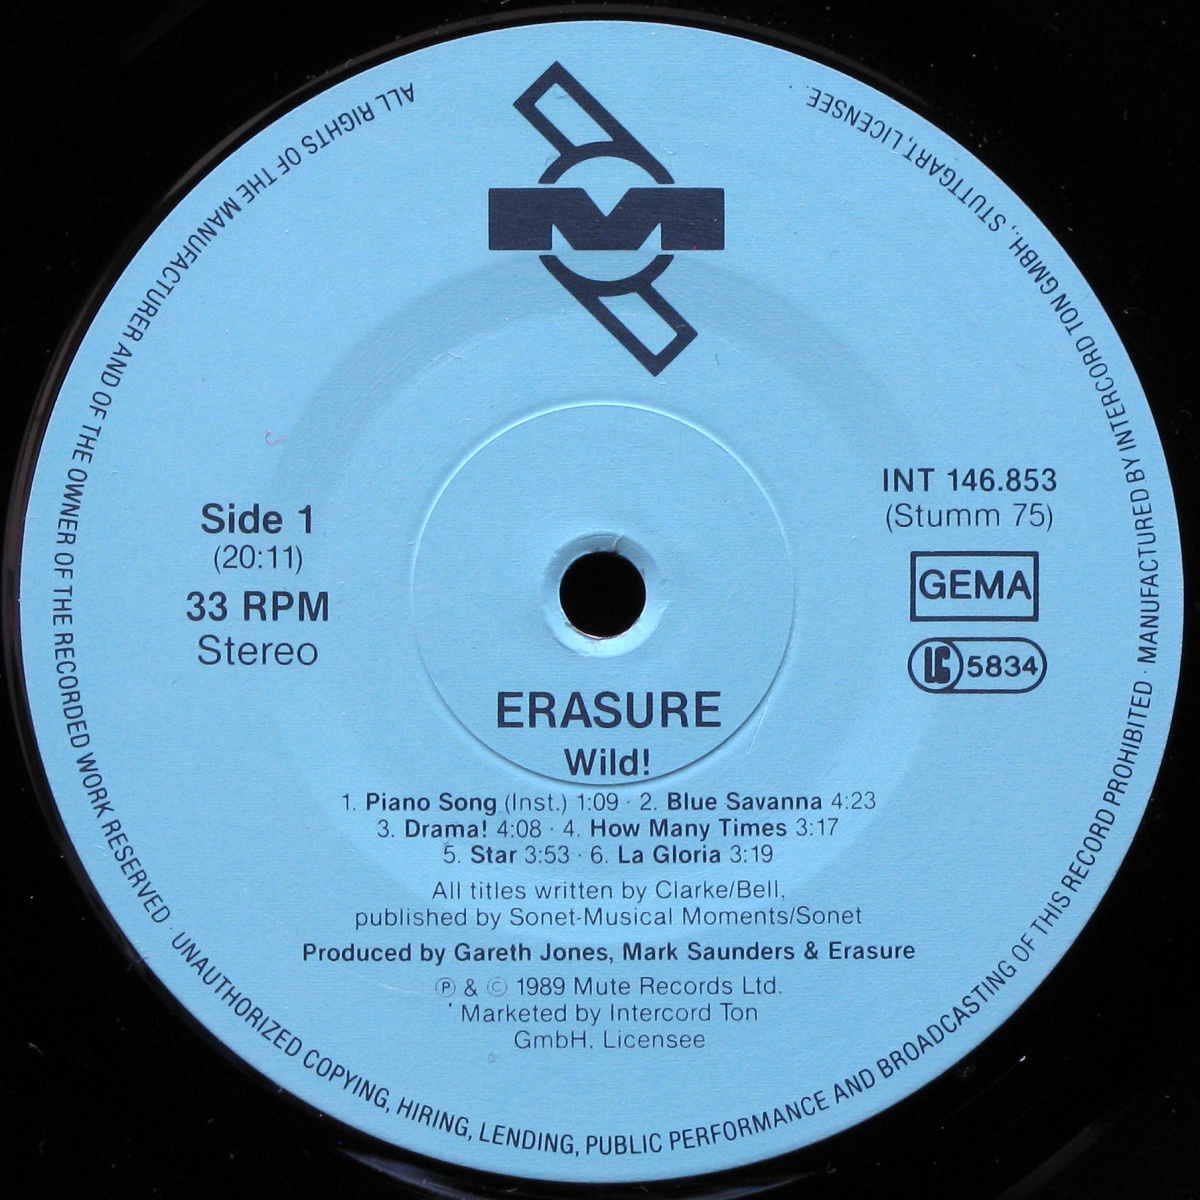 M
ALL RIGHTS OF THE MANUFACTURER AND OF THE OWNER OF THE RECORDED WORK RESERVED · UNAUTHORIZED COPYING, HIRING, LENDING, PUBLIC PERFORMANCE AND BROADCASTING OF THIS RECORD PROHIBITED · MANUFACTURED BY INTERCORD TON GMBH., STUTTGART, LICENSEE.
Side 1
(20:11)
33 RPM
Stereo
INT 146.853
(Stumm 75)
GEMA
LC 5834
ERASURE
Wild!
1. Piano Song (Inst.) 1:09 · 2. Blue Savanna 4:23
3. Drama! 4:08 · 4. How Many Times 3:17
5. Star 3:53 · 6. La Gloria 3:19
All titles written by Clarke/Bell,
published by Sonet-Musical Moments/Sonet
Produced by Gareth Jones, Mark Saunders & Erasure
Ⓟ & © 1989 Mute Records Ltd.
· Marketed by Intercord Ton
GmbH. Licensee